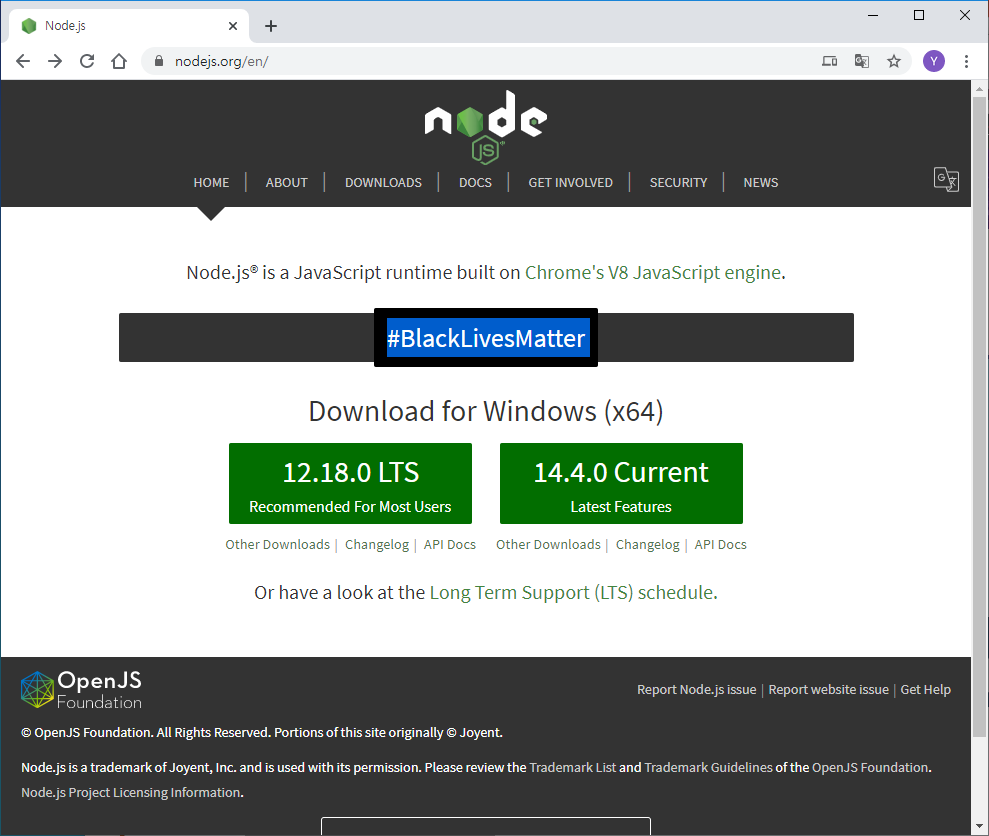 Node.js
nodejs.org/en/
Y
node
JS
HOME | ABOUT | DOWNLOADS | DOCS | GET INVOLVED | SECURITY | NEWS
Node.js® is a JavaScript runtime built on Chrome's V8 JavaScript engine.
#BlackLivesMatter
Download for Windows (x64)
12.18.0 LTS
Recommended For Most Users
14.4.0 Current
Latest Features
Other Downloads | Changelog | API Docs
Other Downloads | Changelog | API Docs
Or have a look at the Long Term Support (LTS) schedule.
OpenJS
Foundation
Report Node.js issue | Report website issue | Get Help
© OpenJS Foundation. All Rights Reserved. Portions of this site originally © Joyent.
Node.js is a trademark of Joyent, Inc. and is used with its permission. Please review the Trademark List and Trademark Guidelines of the OpenJS Foundation.
Node.js Project Licensing Information.